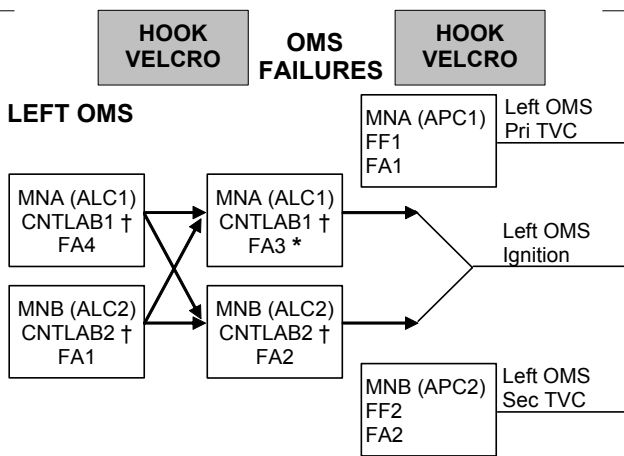 HOOK
VELCRO
OMS
FAILURES
HOOK
VELCRO
LEFT OMS
MNA (APC1)
FF1
FA1
Left OMS
Pri TVC
MNA (ALC1)
CNTLAB1 †
FA4
MNA (ALC1)
CNTLAB1 †
FA3 *
Left OMS
Ignition
MNB (ALC2)
CNTLAB2 †
FA1
MNB (ALC2)
CNTLAB2 †
FA2
MNB (APC2)
FF2
FA2
Left OMS
Sec TVC